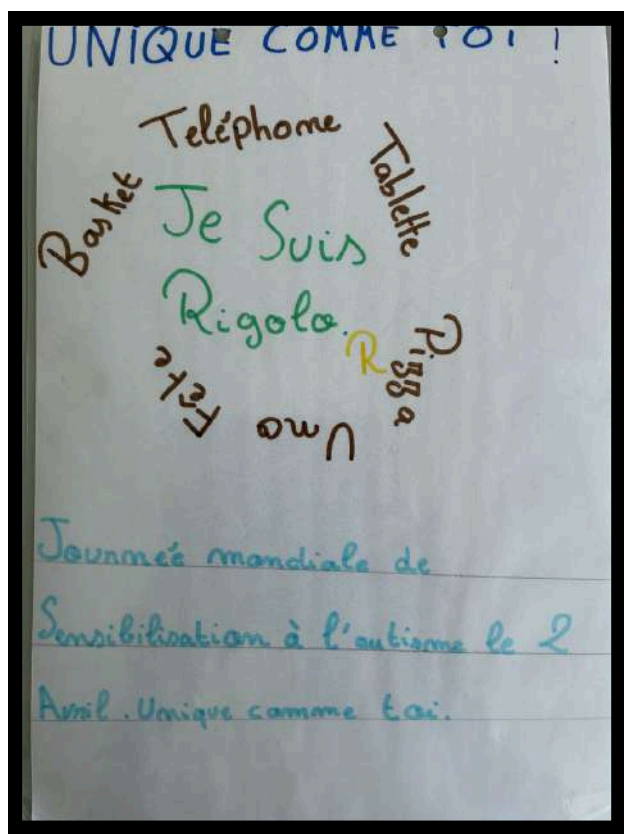 UNIQUE COMME TOI !
Teléphone
Tablette
Basket
Je Suis
Rigolo.
R
Pizza
Fête
Uno
Journeé mondiale de
Sensibilisation à l'autisme le 2
Avril. Unique comme toi.